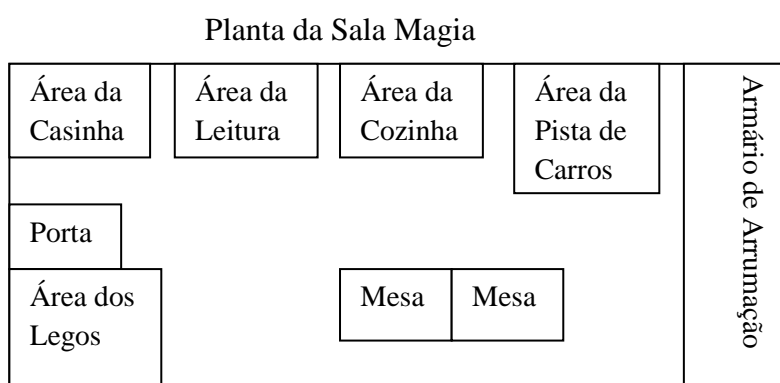 Planta da Sala Magia
Área da
Casinha
Área da
Leitura
Área da
Cozinha
Área da
Pista de
Carros
Armário de Arrumação
Porta
Área dos
Legos
Mesa
Mesa